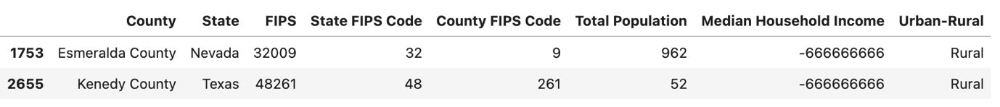 County State FIPS State FIPS Code County FIPS Code Total Population Median Household Income Urban-Rural
1753 Esmeralda County Nevada 32009 32 9 962 -666666666 Rural
2655 Kenedy County Texas 48261 48 261 52 -666666666 Rural